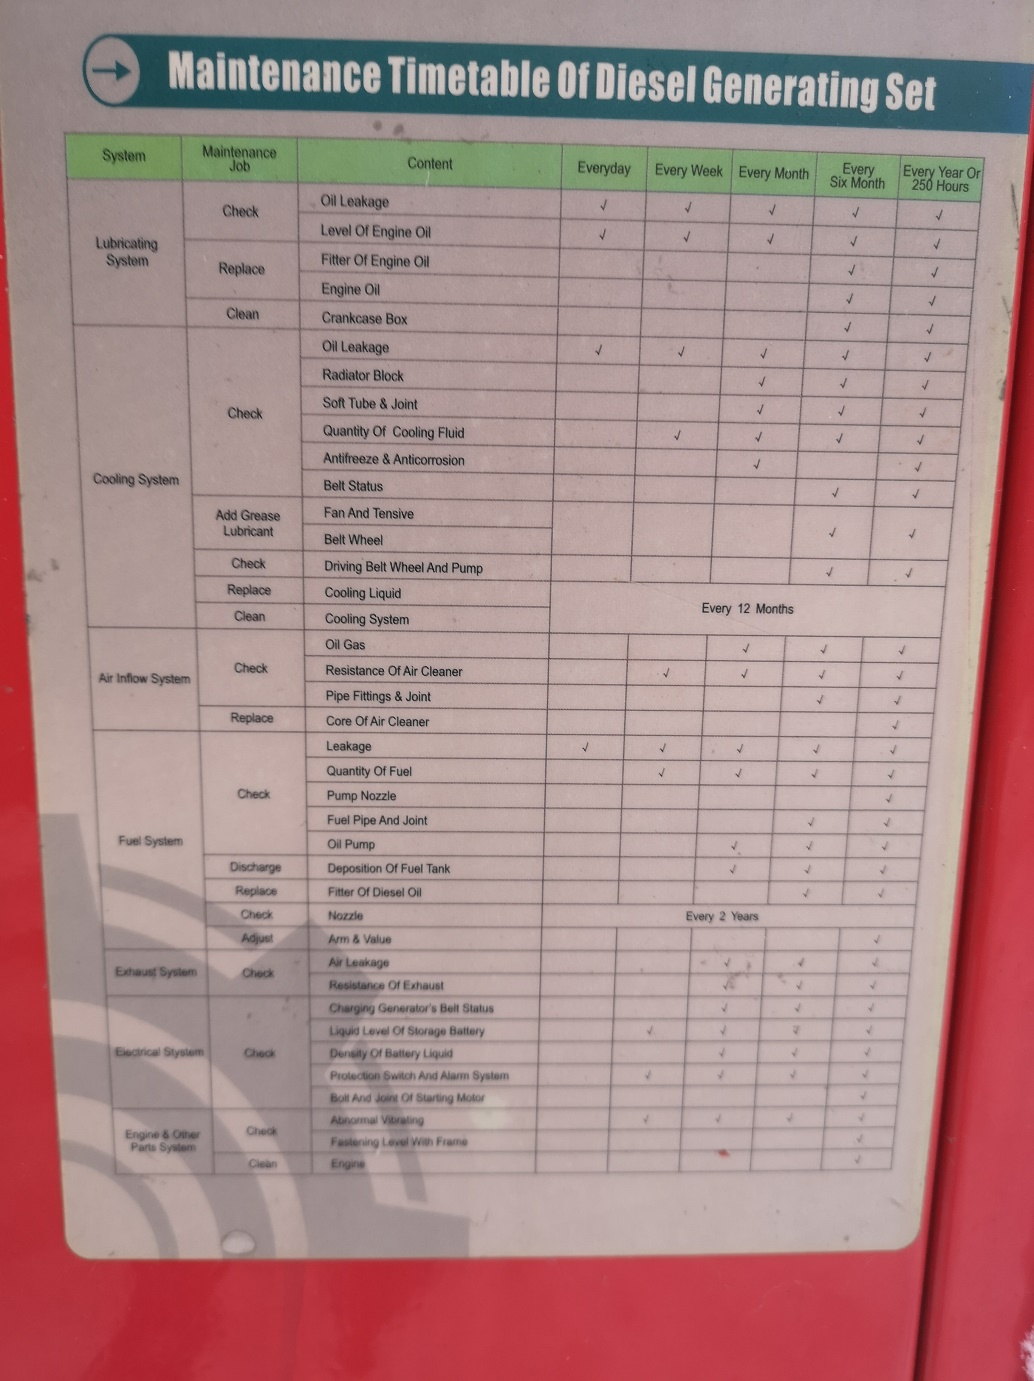 Maintenance Timetable Of Diesel Generating Set
System Maintenance Job Content Everyday Every Week Every Month Every Six Month Every Year Or 250 Hours
Lubricating System
Check
Oil Leakage √ √ √ √ √
Level Of Engine Oil √ √ √ √ √
Replace
Fitter Of Engine Oil √ √
Engine Oil √ √
Clean
Crankcase Box √ √
Cooling System
Check
Oil Leakage √ √ √ √ √
Radiator Block √ √ √
Soft Tube & Joint √ √ √
Quantity Of Cooling Fluid √ √ √ √
Antifreeze & Anticorrosion √ √
Belt Status √ √
Add Grease Lubricant
Fan And Tensive
Belt Wheel √ √
Check
Driving Belt Wheel And Pump √ √
Replace
Cooling Liquid
Every 12 Months
Clean
Cooling System
Air Inflow System
Check
Oil Gas √ √ √
Resistance Of Air Cleaner √ √ √ √
Pipe Fittings & Joint √ √
Replace
Core Of Air Cleaner √
Fuel System
Check
Leakage √ √ √ √ √
Quantity Of Fuel √ √ √ √
Pump Nozzle √
Fuel Pipe And Joint √ √
Oil Pump √ √ √
Discharge
Deposition Of Fuel Tank √ √ √
Replace
Fitter Of Diesel Oil √ √
Check
Nozzle
Every 2 Years
Adjust
Arm & Value √
Exhaust System
Check
Air Leakage √ √ √
Resistance Of Exhaust √ √ √
Electrical Stystem
Check
Charging Generator's Belt Status √ √ √
Liquid Level Of Storage Battery √ √ √ √
Density Of Battery Liquid √ √ √
Protection Switch And Alarm System √ √ √ √
Bolt And Joint Of Starting Motor √
Engine & Other Parts System
Check
Abnormal Vibrating √ √ √ √
Fastening Level With Frame √
Clean
Engine √